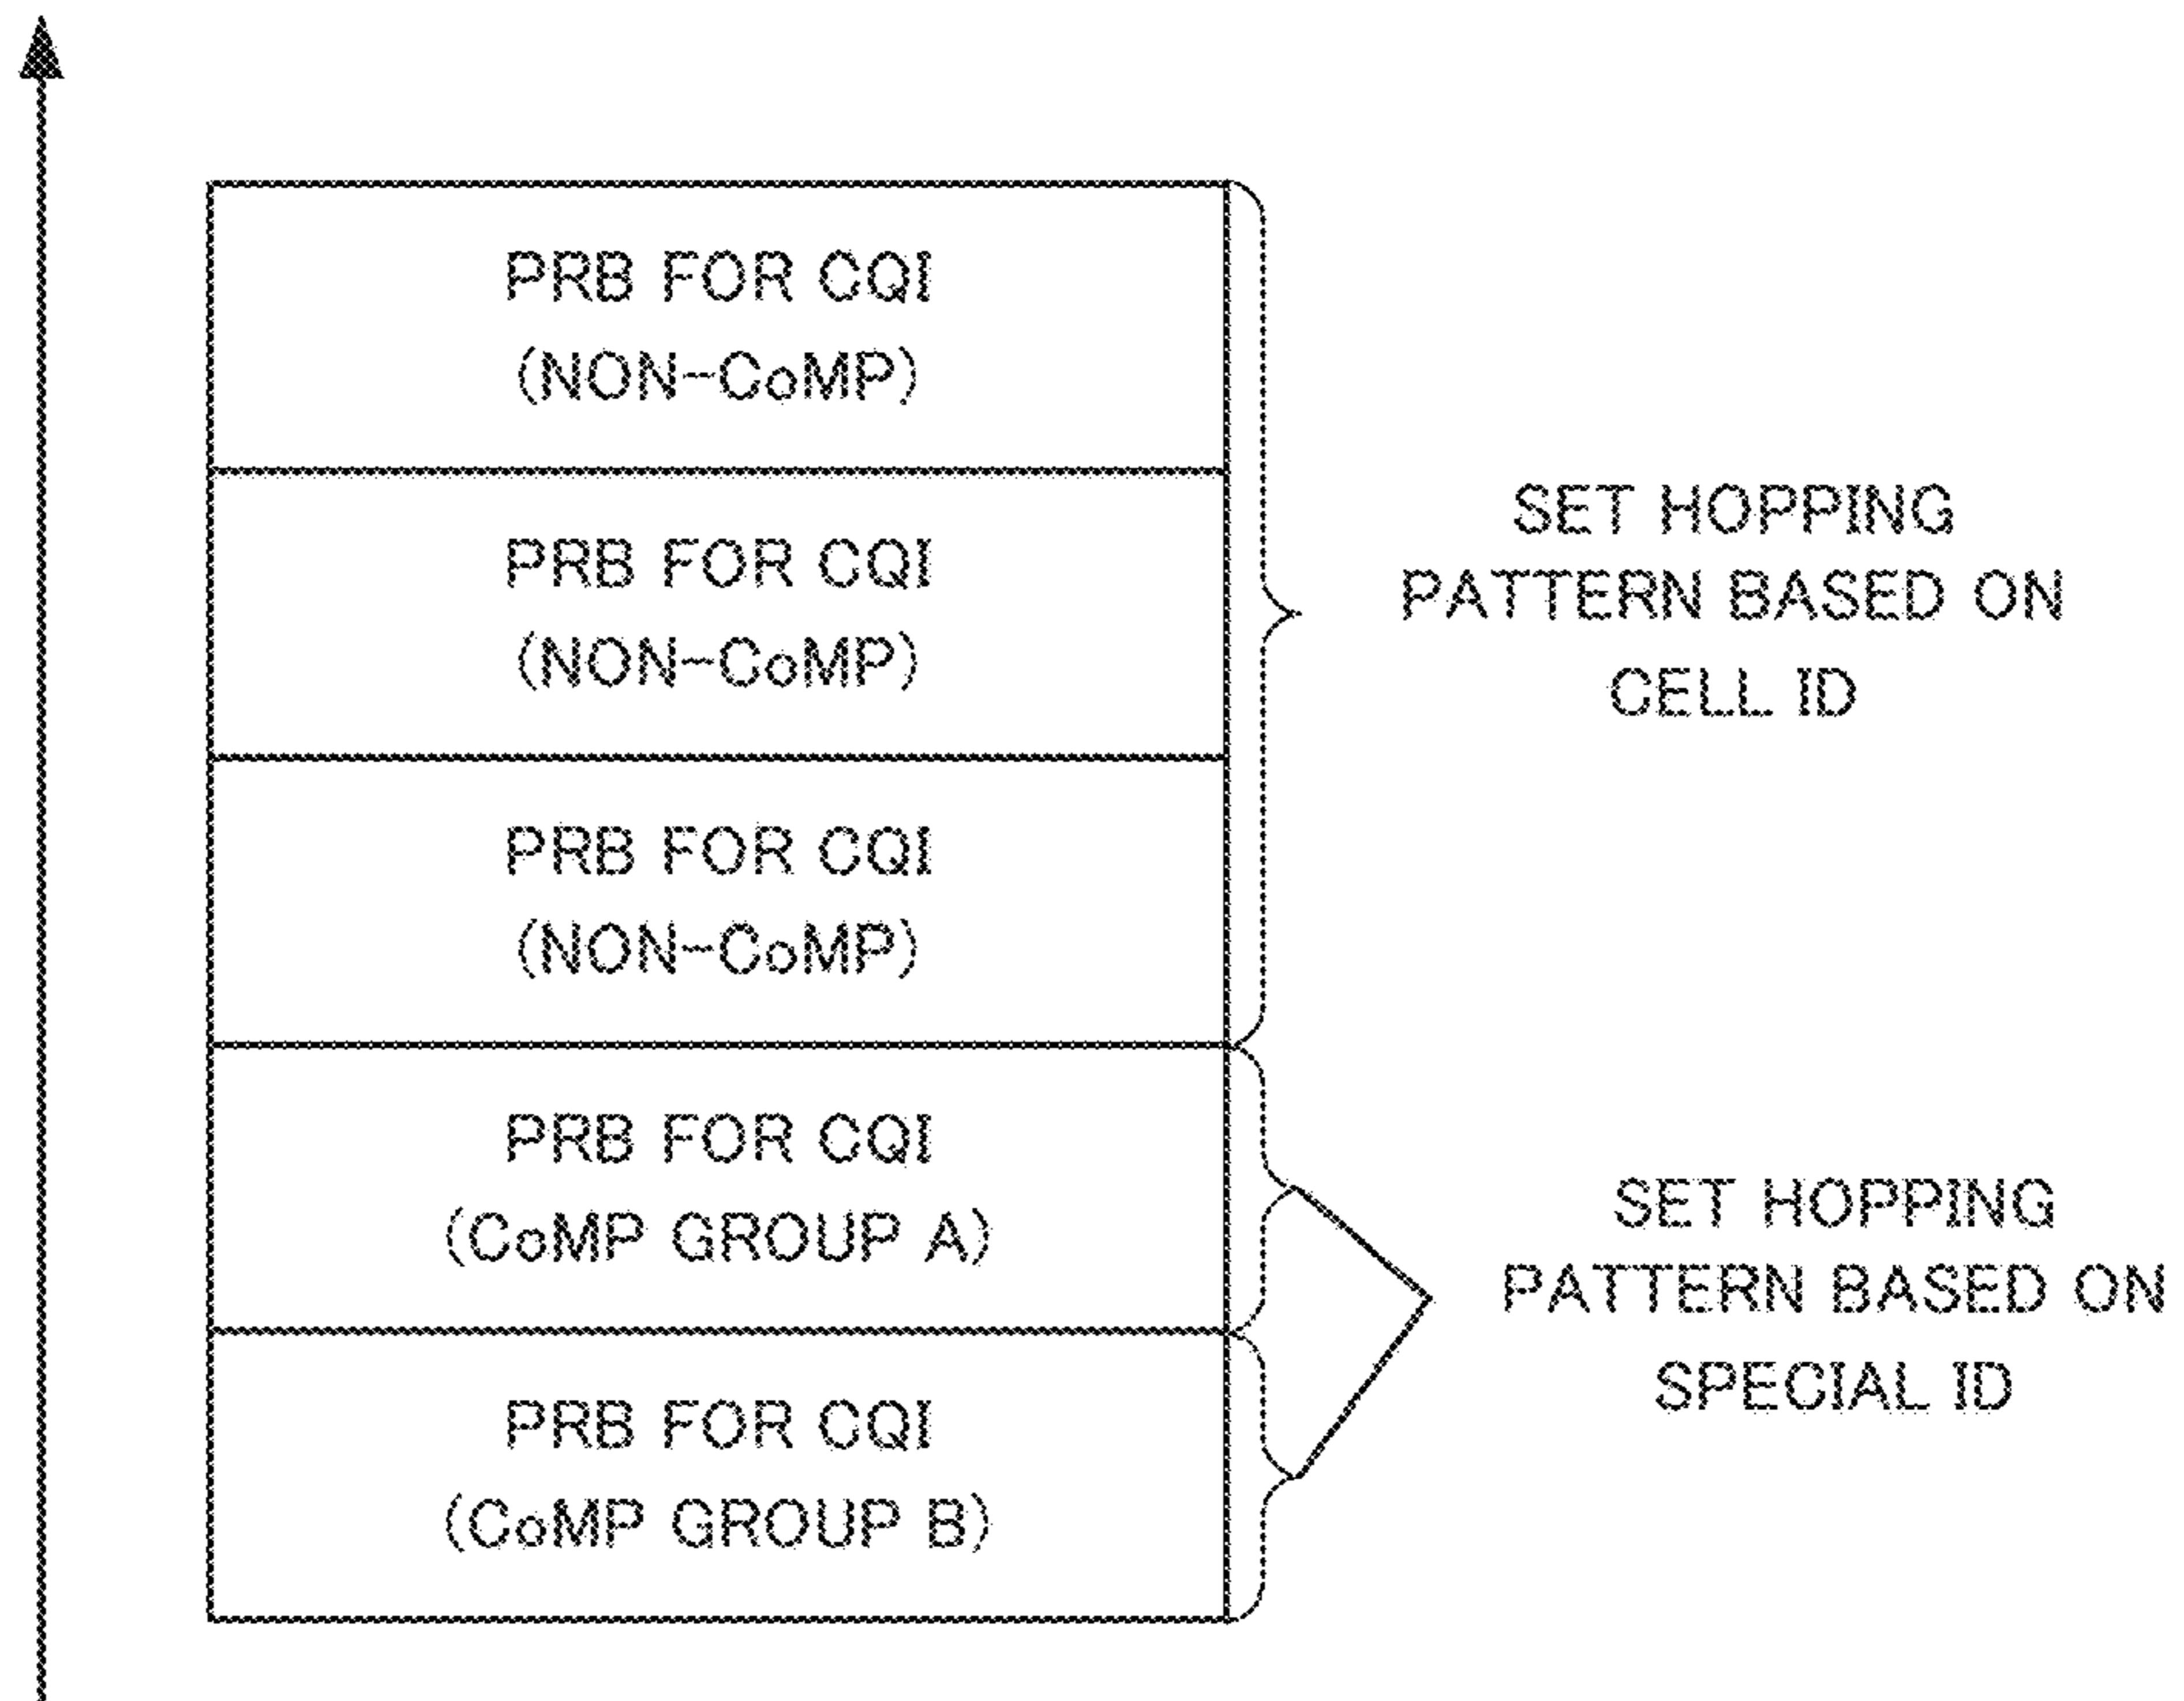 PRB FOR CQI
(NON-CoMP)
PRB FOR CQI
(NON-CoMP)
PRB FOR CQI
(NON-CoMP)
SET HOPPING
PATTERN BASED ON
CELL ID
PRB FOR CQI
(CoMP GROUP A)
PRB FOR CQI
(CoMP GROUP B)
SET HOPPING
PATTERN BASED ON
SPECIAL ID